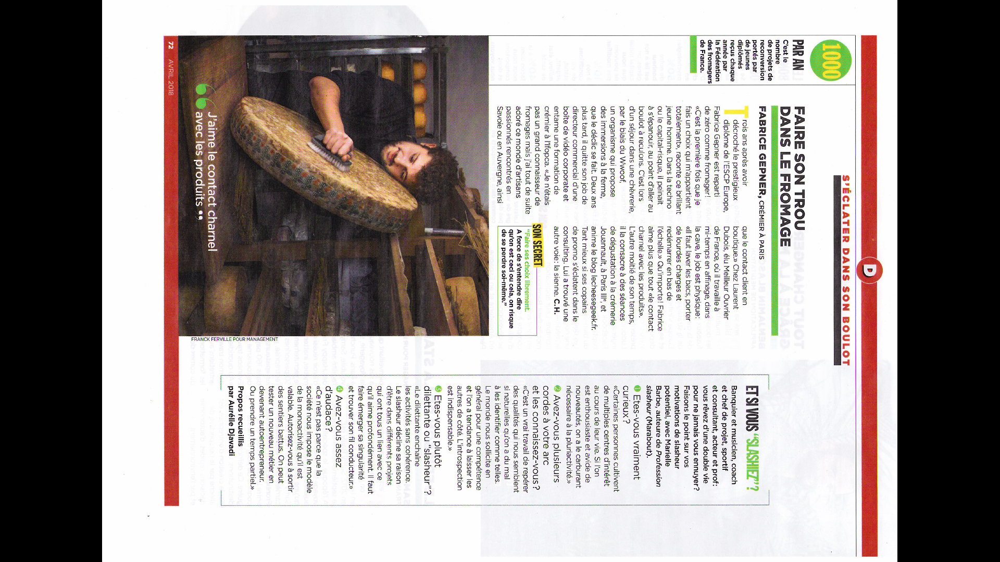 S'ÉCLATER DANS SON BOULOT
D
1000
PAR AN
C'est le
nombre
de projets de
reconversion
portés par
de jeunes
diplômés
reçus chaque
année par
la Fédération
des fromagers
de France.
FAIRE SON TROU
DANS LE FROMAGE
FABRICE GEPNER, CRÉMIER À PARIS
Trois ans après avoir
décroché le prestigieux
diplôme de l'ESCP Europe,
Fabrice Gepner est reparti
de zéro comme fromager!
«C'est la première fois que je
fais un choix qui m'appartient
totalement», raconte ce brillant
jeune homme. Dans la techno
ou le capital-risque, il peinait
à s'épanouir, au point d'aller au
boulot à reculons. C'est lors
d'un séjour dans une chèvrerie,
par le biais du Wwoof,
un organisme qui propose
des immersions à la ferme,
que le déclic se fait. Deux ans
plus tard, il quitte son job de
directeur commercial d'une
boîte de vidéo corporate et
entame une formation de
crémier à l'Ifopca. «Je n'étais
pas un grand connaisseur de
fromages mais j'ai tout de suite
adoré ce monde d'artisans
passionnés rencontrés en
Savoie ou en Auvergne, ainsi
que le contact client en
boutique.» Chez Laurent
Dubois, élu Meilleur Ouvrier
de France, où il travaille à
mi-temps en affinage, dans
la cave, le job est physique:
«Il faut laver les bacs, porter
de lourdes charges et
redémarrer en bas de
l'échelle.» Qu'importe! Fabrice
aime plus que tout «le contact
charnel avec les produits».
L'autre moitié de son temps,
il la consacre à des séances
de dégustation à la crèmerie
Jouannault, à Paris IIIe, et
anime le blog lecheesegeek.fr.
Tant mieux si ses copains
de promo s'éclatent dans le
consulting. Lui a trouvé une
autre voie: la sienne. C.H.
SON SECRET
"Faire ses choix librement.
A force de s'entendre dire
qu'on est ceci ou cela, on risque
de se perdre soi-même."
“J'aime le contact charnel
avec les produits”
FRANCK FERVILLE POUR MANAGEMENT
ET SI VOUS "SLASHIEZ"?
Banquier et musicien, coach
et chef de projet, sportif
et consultant, acteur et prof:
vous rêvez d'une double vie
pour ne jamais vous ennuyer?
Faisons le point sur vos
motivations de slasheur
potentiel, avec Marielle
Barbe, auteure de Profession
slasheur (Marabout).
1 Etes-vous vraiment
curieux?
«Certaines personnes cultivent
de multiples centres d'intérêt
au cours de leur vie. Si l'on
est enthousiaste et avide de
nouveautés, on a le carburant
nécessaire à la pluriactivité.»
2 Avez-vous plusieurs
cordes à votre arc
et les connaissez-vous?
«C'est un vrai travail de repérer
des qualités qui nous semblent
si naturelles qu'on a du mal
à les identifier comme telles.
Le monde nous sollicite en
général pour une compétence
et l'on a tendance à laisser les
autres de côté. L'introspection
est indispensable.»
3 Etes-vous plutôt
dilettante ou "slasheur"?
«Le dilettante enchaîne
les activités sans cohérence.
Le slasheur décline sa raison
d'être dans différents projets
qui ont tous un lien avec ce
qu'il aime profondément. Il faut
faire émerger sa singularité
et trouver son fil conducteur.»
4 Avez-vous assez
d'audace?
«Ce n'est pas parce que la
société nous impose le modèle
de la monoactivité qu'il est
valable. Autorisez-vous à sortir
des sentiers battus. On peut
tester un nouveau métier en
devenant autoentrepreneur.
Ou prendre un temps partiel.»
Propos recueillis
par Aurélie Djavadi
72 AVRIL 2018